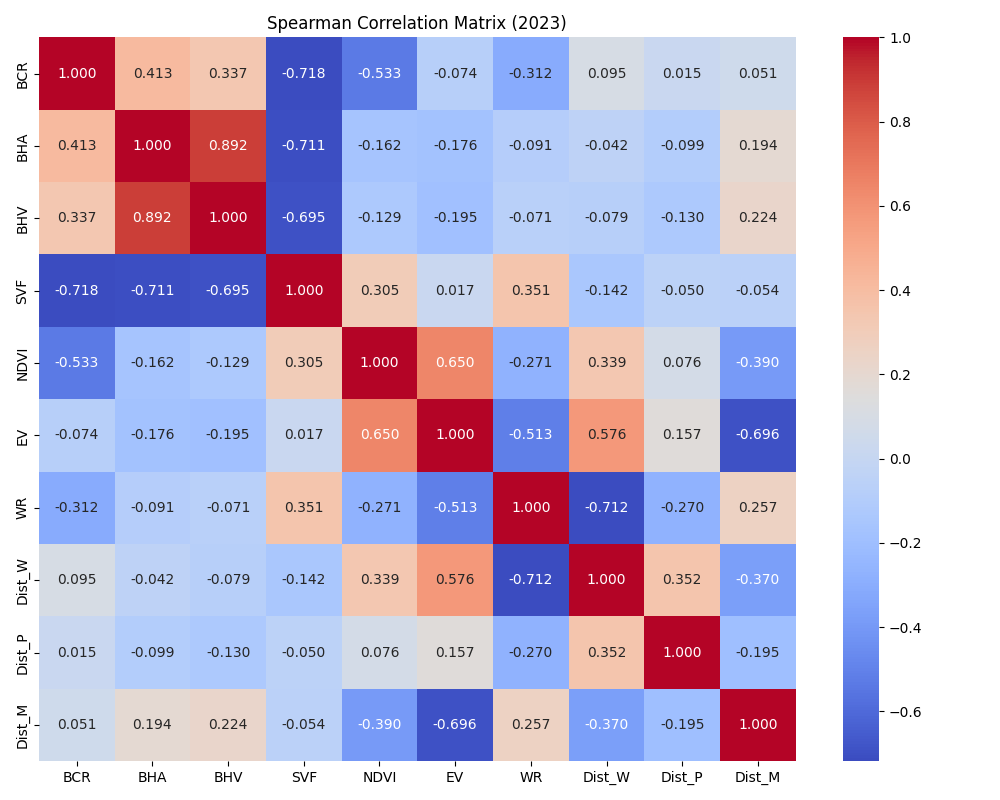 Spearman Correlation Matrix (2023)
BCR 1.000 0.413 0.337 -0.718 -0.533 -0.074 -0.312 0.095 0.015 0.051
BHA 0.413 1.000 0.892 -0.711 -0.162 -0.176 -0.091 -0.042 -0.099 0.194
BHV 0.337 0.892 1.000 -0.695 -0.129 -0.195 -0.071 -0.079 -0.130 0.224
SVF -0.718 -0.711 -0.695 1.000 0.305 0.017 0.351 -0.142 -0.050 -0.054
NDVI -0.533 -0.162 -0.129 0.305 1.000 0.650 -0.271 0.339 0.076 -0.390
EV -0.074 -0.176 -0.195 0.017 0.650 1.000 -0.513 0.576 0.157 -0.696
WR -0.312 -0.091 -0.071 0.351 -0.271 -0.513 1.000 -0.712 -0.270 0.257
Dist_W 0.095 -0.042 -0.079 -0.142 0.339 0.576 -0.712 1.000 0.352 -0.370
Dist_P 0.015 -0.099 -0.130 -0.050 0.076 0.157 -0.270 0.352 1.000 -0.195
Dist_M 0.051 0.194 0.224 -0.054 -0.390 -0.696 0.257 -0.370 -0.195 1.000
BCR BHA BHV SVF NDVI EV WR Dist_W Dist_P Dist_M
1.0
0.8
0.6
0.4
0.2
0.0
−0.2
−0.4
−0.6